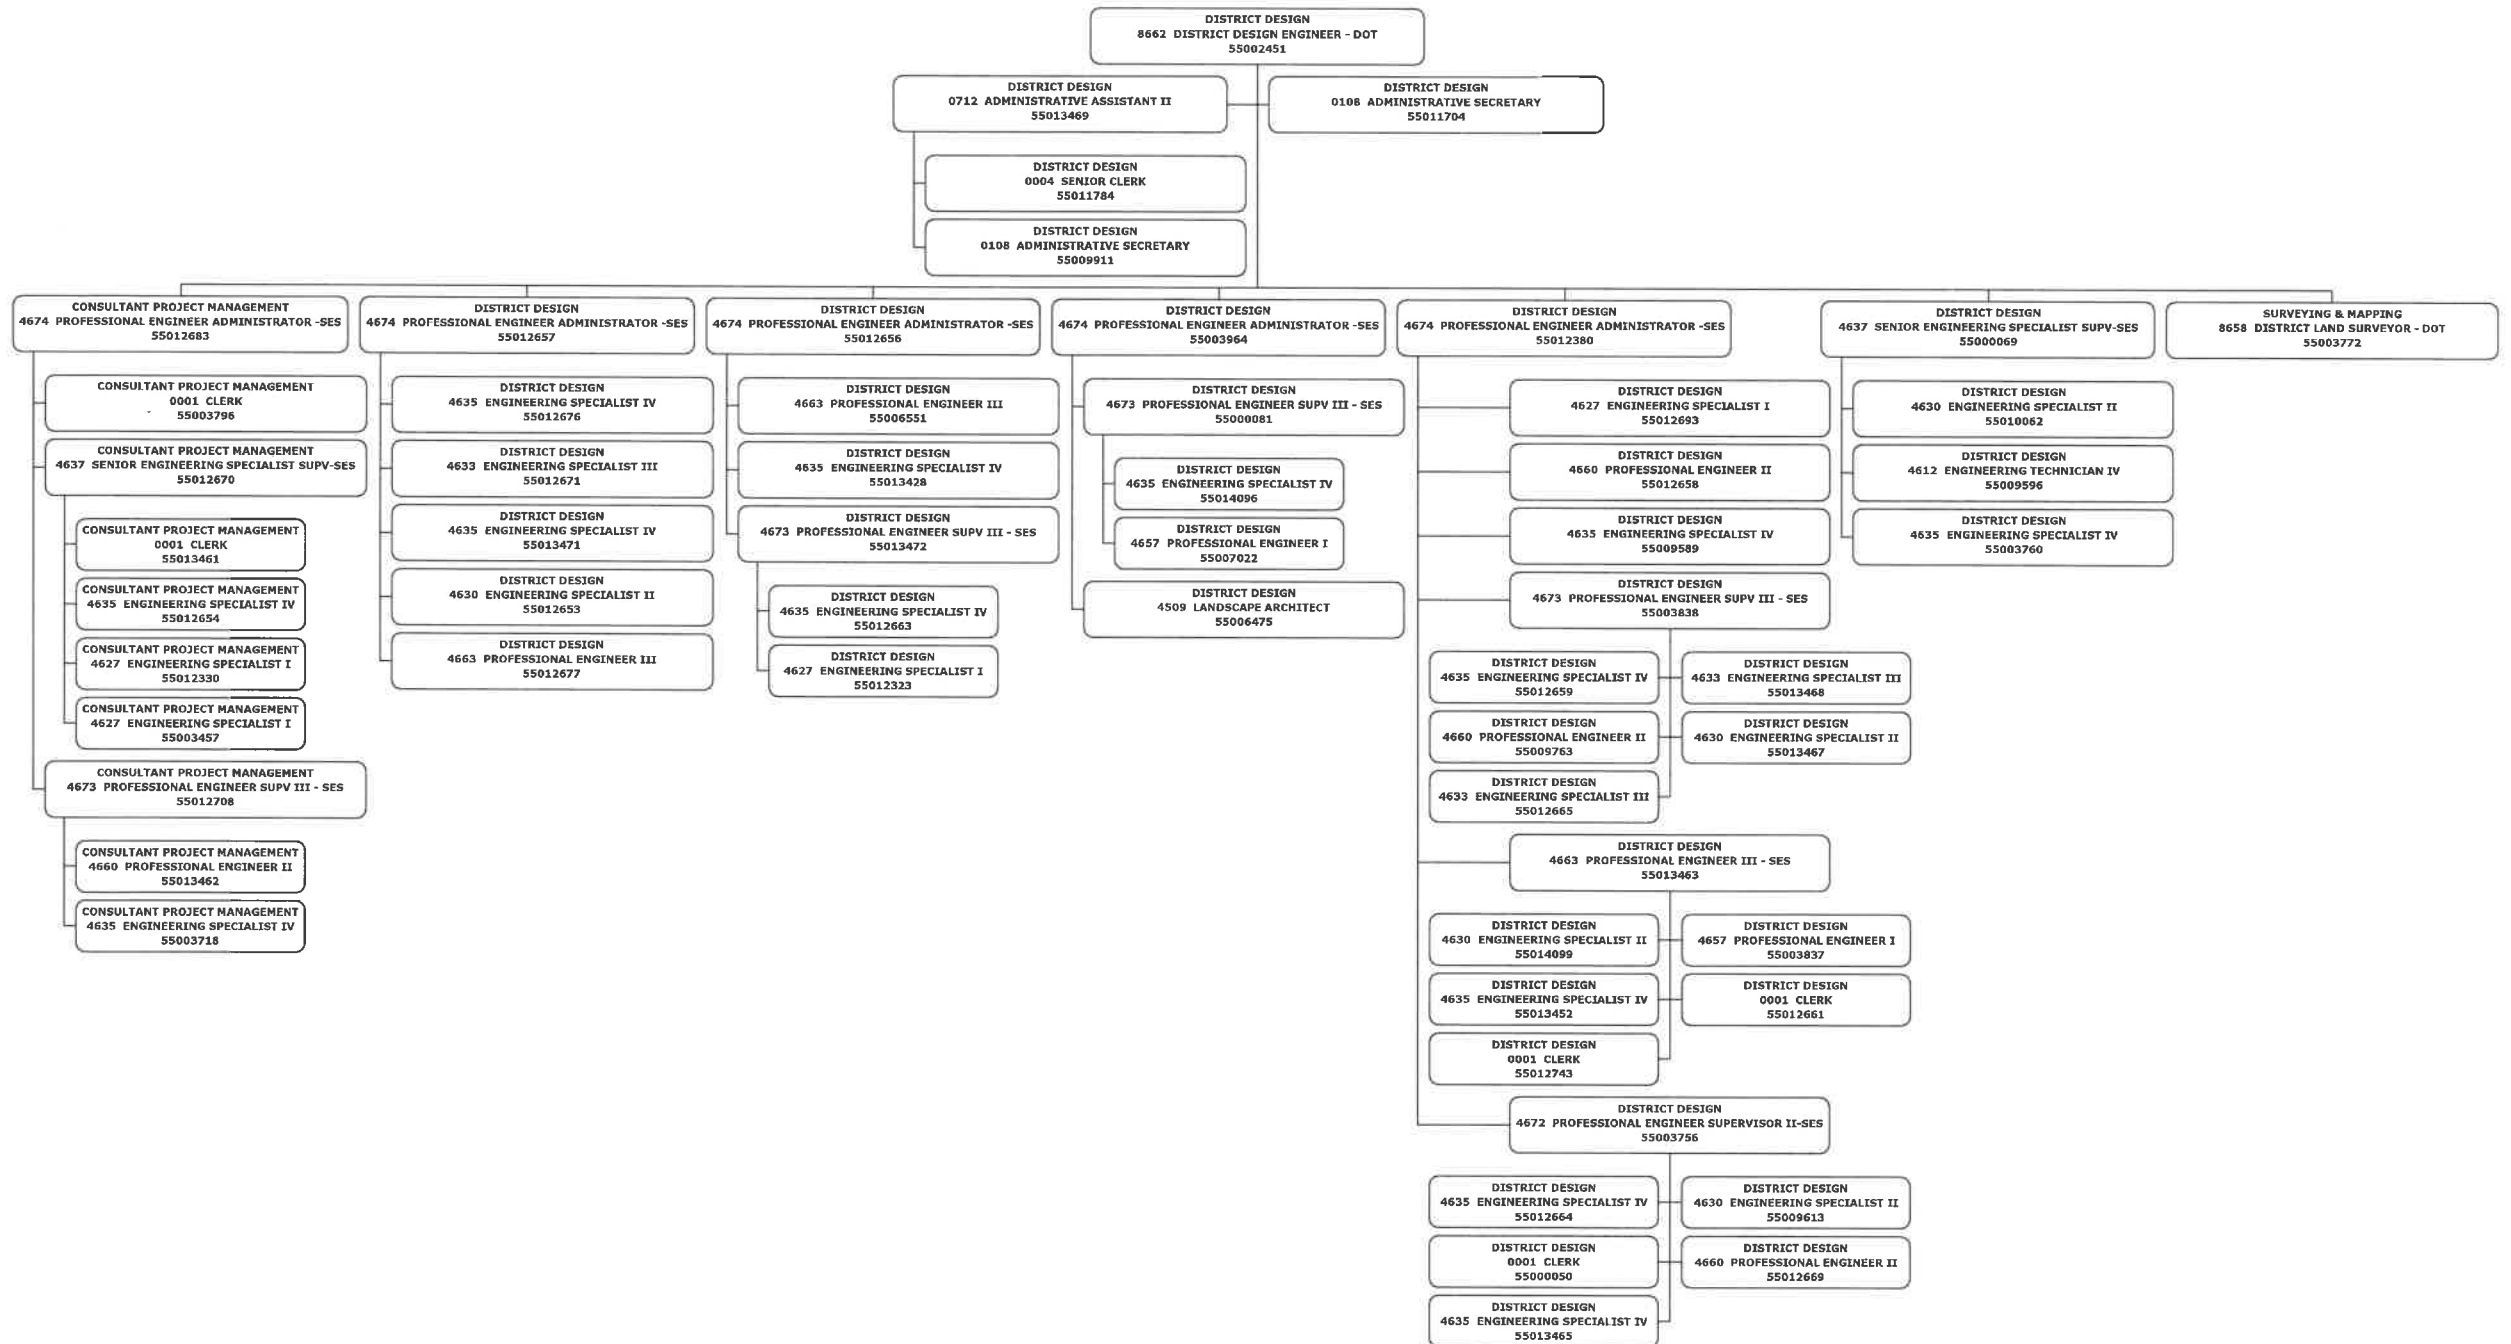 DISTRICT DESIGN
8662 DISTRICT DESIGN ENGINEER - DOT
55002451
DISTRICT DESIGN
0712 ADMINISTRATIVE ASSISTANT II
55013469
DISTRICT DESIGN
0108 ADMINISTRATIVE SECRETARY
55011704
DISTRICT DESIGN
0004 SENIOR CLERK
55011784
DISTRICT DESIGN
0108 ADMINISTRATIVE SECRETARY
55009911
CONSULTANT PROJECT MANAGEMENT
4674 PROFESSIONAL ENGINEER ADMINISTRATOR -SES
55012683
CONSULTANT PROJECT MANAGEMENT
0001 CLERK
55003796
CONSULTANT PROJECT MANAGEMENT
4637 SENIOR ENGINEERING SPECIALIST SUPV-SES
55012670
CONSULTANT PROJECT MANAGEMENT
0001 CLERK
55013461
CONSULTANT PROJECT MANAGEMENT
4635 ENGINEERING SPECIALIST IV
55012654
CONSULTANT PROJECT MANAGEMENT
4627 ENGINEERING SPECIALIST I
55012330
CONSULTANT PROJECT MANAGEMENT
4627 ENGINEERING SPECIALIST I
55003457
CONSULTANT PROJECT MANAGEMENT
4673 PROFESSIONAL ENGINEER SUPV III - SES
55012708
CONSULTANT PROJECT MANAGEMENT
4660 PROFESSIONAL ENGINEER II
55013462
CONSULTANT PROJECT MANAGEMENT
4635 ENGINEERING SPECIALIST IV
55003718
DISTRICT DESIGN
4674 PROFESSIONAL ENGINEER ADMINISTRATOR -SES
55012657
DISTRICT DESIGN
4635 ENGINEERING SPECIALIST IV
55012676
DISTRICT DESIGN
4633 ENGINEERING SPECIALIST III
55012671
DISTRICT DESIGN
4635 ENGINEERING SPECIALIST IV
55013471
DISTRICT DESIGN
4630 ENGINEERING SPECIALIST II
55012653
DISTRICT DESIGN
4663 PROFESSIONAL ENGINEER III
55012677
DISTRICT DESIGN
4674 PROFESSIONAL ENGINEER ADMINISTRATOR -SES
55012656
DISTRICT DESIGN
4663 PROFESSIONAL ENGINEER III
55006551
DISTRICT DESIGN
4635 ENGINEERING SPECIALIST IV
55013428
DISTRICT DESIGN
4673 PROFESSIONAL ENGINEER SUPV III - SES
55013472
DISTRICT DESIGN
4635 ENGINEERING SPECIALIST IV
55012663
DISTRICT DESIGN
4627 ENGINEERING SPECIALIST I
55012323
DISTRICT DESIGN
4674 PROFESSIONAL ENGINEER ADMINISTRATOR -SES
55003964
DISTRICT DESIGN
4673 PROFESSIONAL ENGINEER SUPV III - SES
55000081
DISTRICT DESIGN
4635 ENGINEERING SPECIALIST IV
55014096
DISTRICT DESIGN
4657 PROFESSIONAL ENGINEER I
55007022
DISTRICT DESIGN
4509 LANDSCAPE ARCHITECT
55006475
DISTRICT DESIGN
4674 PROFESSIONAL ENGINEER ADMINISTRATOR -SES
55012380
DISTRICT DESIGN
4627 ENGINEERING SPECIALIST I
55012693
DISTRICT DESIGN
4660 PROFESSIONAL ENGINEER II
55012658
DISTRICT DESIGN
4635 ENGINEERING SPECIALIST IV
55009589
DISTRICT DESIGN
4673 PROFESSIONAL ENGINEER SUPV III - SES
55003838
DISTRICT DESIGN
4635 ENGINEERING SPECIALIST IV
55012659
DISTRICT DESIGN
4633 ENGINEERING SPECIALIST III
55013468
DISTRICT DESIGN
4660 PROFESSIONAL ENGINEER II
55009763
DISTRICT DESIGN
4630 ENGINEERING SPECIALIST II
55013467
DISTRICT DESIGN
4633 ENGINEERING SPECIALIST III
55012665
DISTRICT DESIGN
4663 PROFESSIONAL ENGINEER III - SES
55013463
DISTRICT DESIGN
4630 ENGINEERING SPECIALIST II
55014099
DISTRICT DESIGN
4657 PROFESSIONAL ENGINEER I
55003837
DISTRICT DESIGN
4635 ENGINEERING SPECIALIST IV
55013452
DISTRICT DESIGN
0001 CLERK
55012661
DISTRICT DESIGN
0001 CLERK
55012743
DISTRICT DESIGN
4672 PROFESSIONAL ENGINEER SUPERVISOR II-SES
55003756
DISTRICT DESIGN
4635 ENGINEERING SPECIALIST IV
55012664
DISTRICT DESIGN
4630 ENGINEERING SPECIALIST II
55009613
DISTRICT DESIGN
0001 CLERK
55000050
DISTRICT DESIGN
4660 PROFESSIONAL ENGINEER II
55012669
DISTRICT DESIGN
4635 ENGINEERING SPECIALIST IV
55013465
DISTRICT DESIGN
4637 SENIOR ENGINEERING SPECIALIST SUPV-SES
55000069
DISTRICT DESIGN
4630 ENGINEERING SPECIALIST II
55010062
DISTRICT DESIGN
4612 ENGINEERING TECHNICIAN IV
55009596
DISTRICT DESIGN
4635 ENGINEERING SPECIALIST IV
55003760
SURVEYING & MAPPING
8658 DISTRICT LAND SURVEYOR - DOT
55003772